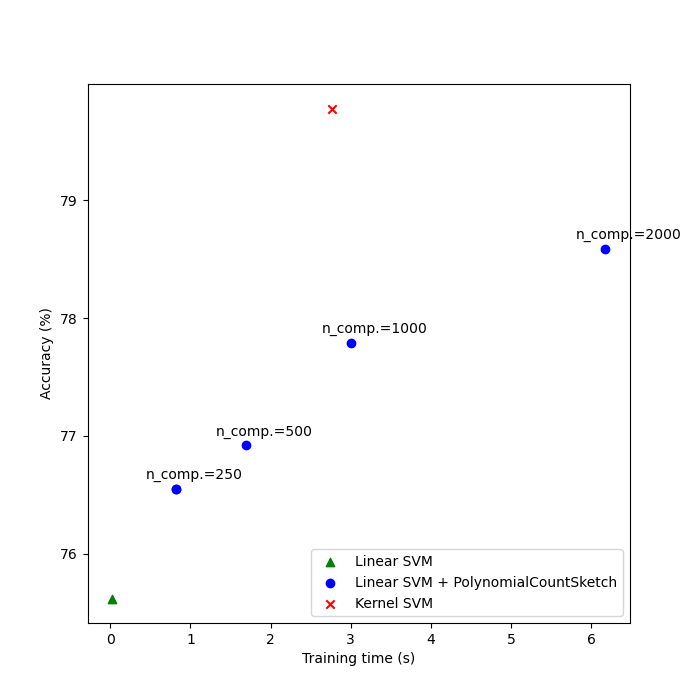 79
78
77
76
Accuracy (%)
n_comp.=2000
n_comp.=1000
n_comp.=500
n_comp.=250
Linear SVM
Linear SVM + PolynomialCountSketch
Kernel SVM
0 1 2 3 4 5 6
Training time (s)